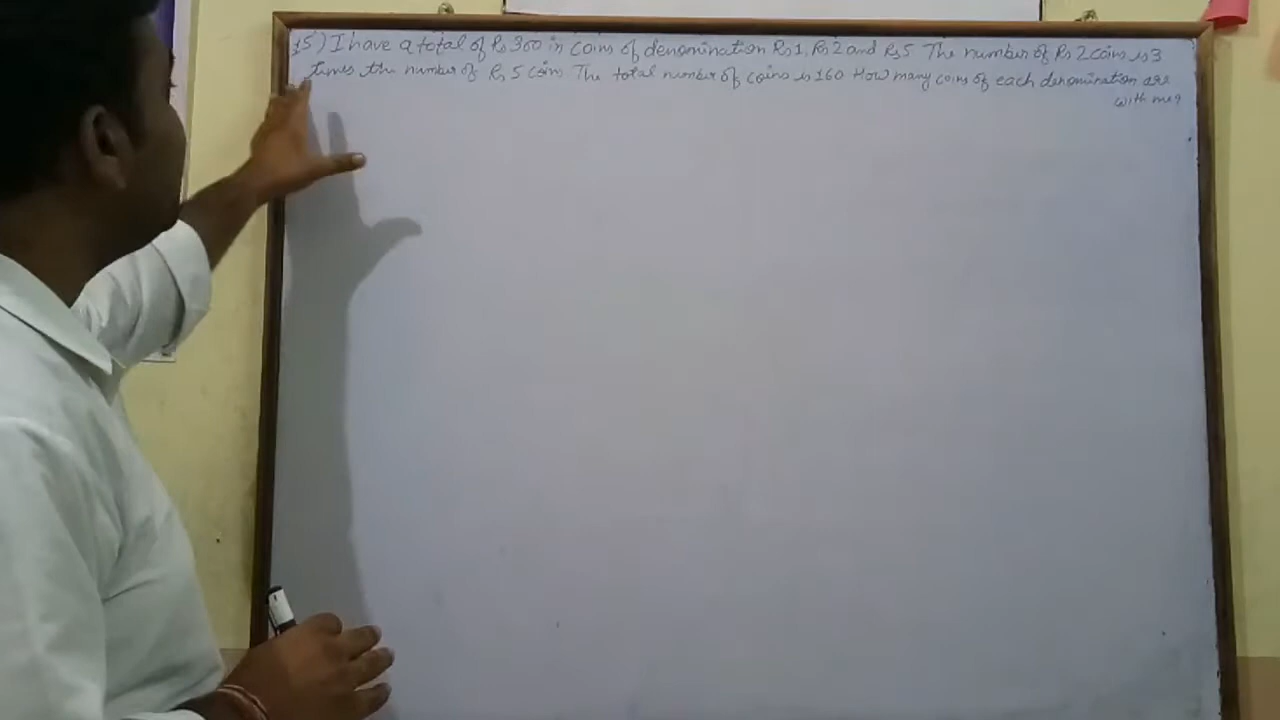 15) I have a total of Rs 300 in coins of denomination Rs 1, Rs 2 and Rs 5 The number of Rs 2 coins is 3
times the number of Rs 5 coins The total number of coins is 160 How many coins of each denomination are
with me?